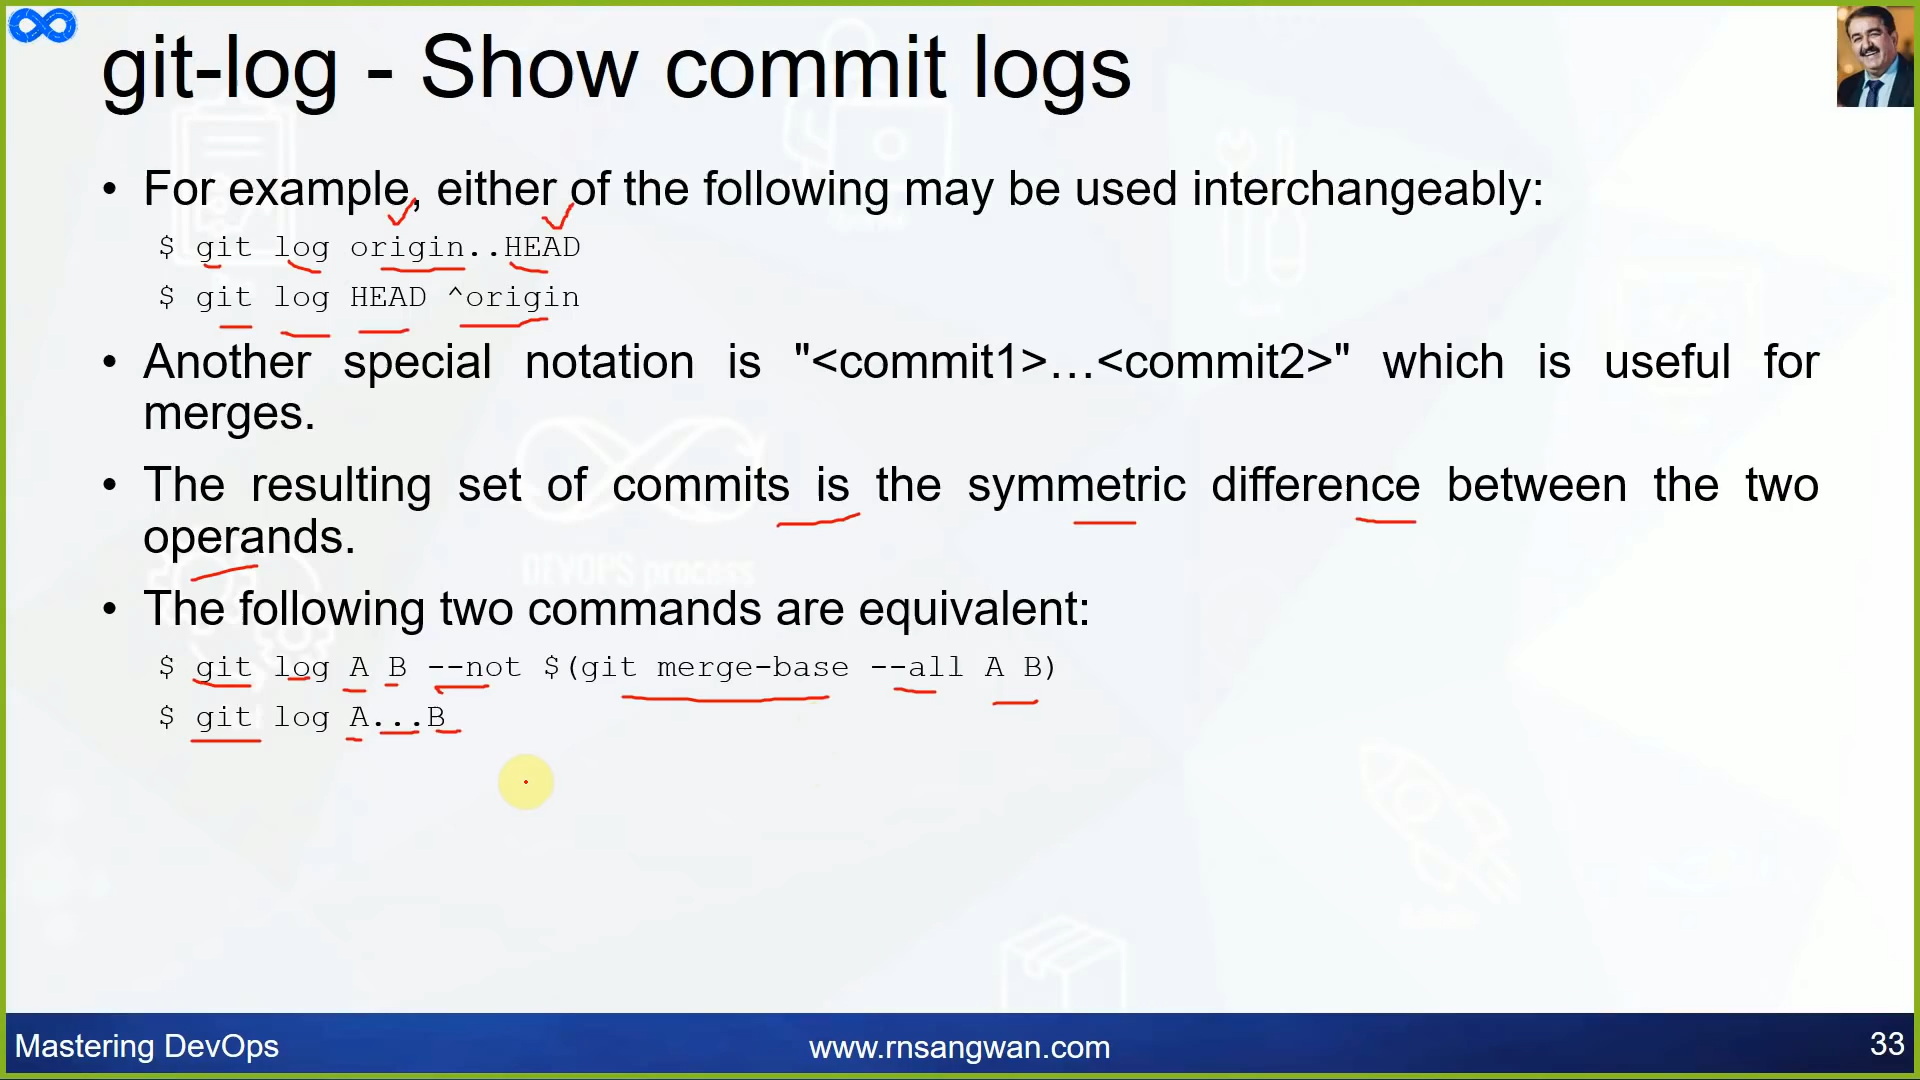 git-log - Show commit logs
• For example, either of the following may be used interchangeably:
$ git log origin..HEAD
$ git log HEAD ^origin
• Another special notation is "<commit1>…<commit2>" which is useful for
merges.
• The resulting set of commits is the symmetric difference between the two
operands.
DEVOPS process
• The following two commands are equivalent:
$ git log A B --not $(git merge-base --all A B)
$ git log A...B
Mastering DevOps
www.rnsangwan.com
33